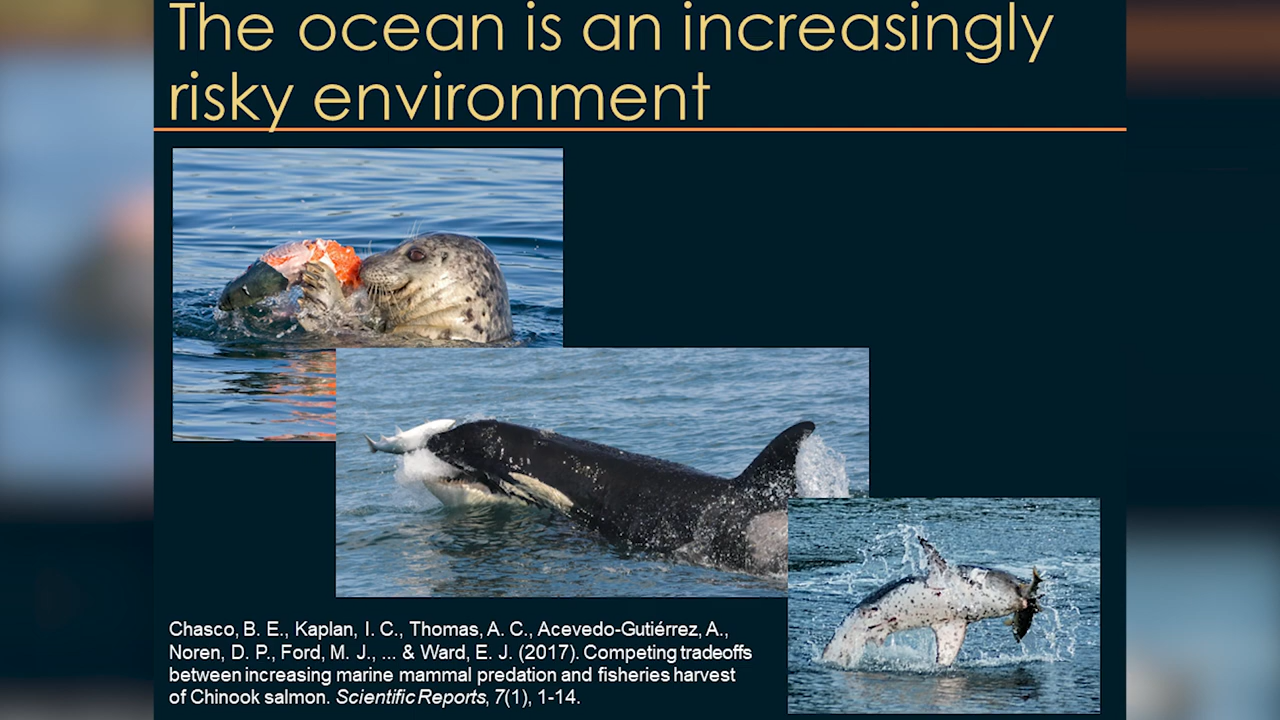 The ocean is an increasingly
risky environment
Chasco, B. E., Kaplan, I. C., Thomas, A. C., Acevedo-Gutiérrez, A.,
Noren, D. P., Ford, M. J., ... & Ward, E. J. (2017). Competing tradeoffs
between increasing marine mammal predation and fisheries harvest
of Chinook salmon. Scientific Reports, 7(1), 1-14.